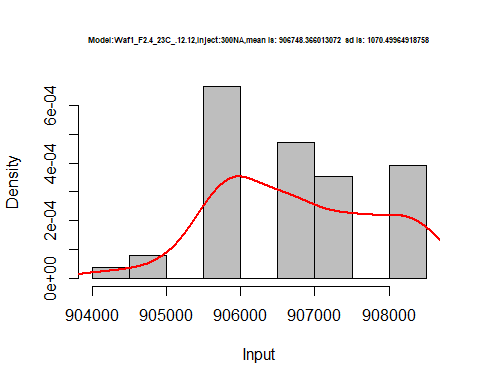 Model:Waf1_F2.4_23C_.12.12,Inject:300NA,mean is: 906748.366013072 sd is: 1070.49964918758
6e-04
4e-04
2e-04
0e+00
Density
904000 905000 906000 907000 908000
Input